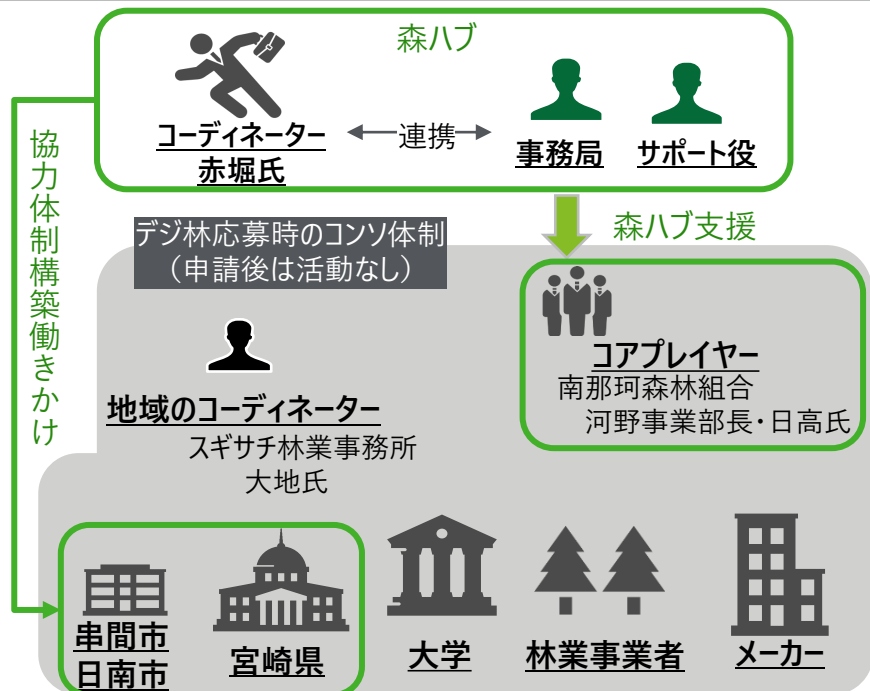 森ハブ
コーディネーター
赤堀氏
連携
事務局
サポート役
協力体制構築働きかけ
デジ林応募時のコンソ体制
（申請後は活動なし）
森ハブ支援
コアプレイヤー
南那珂森林組合
河野事業部長・日高氏
地域のコーディネーター
スギサチ林業事務所
大地氏
串間市
日南市
宮崎県
大学
林業事業者
メーカー